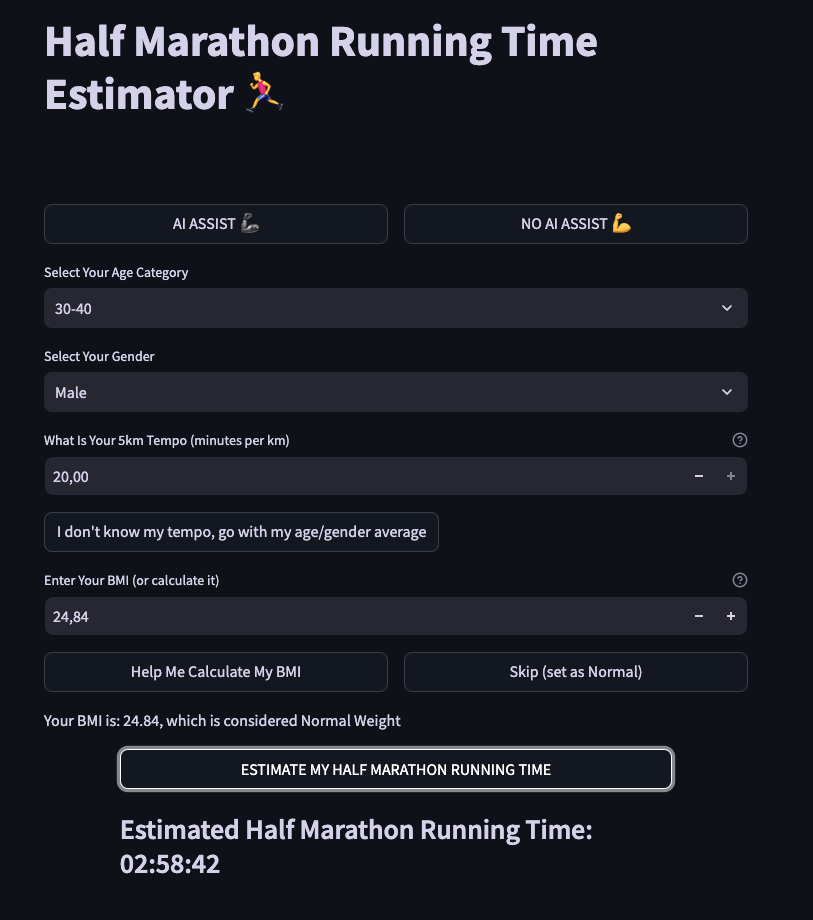 Half Marathon Running Time
Estimator 🏃
AI ASSIST 🦾
NO AI ASSIST 💪
Select Your Age Category
30-40
Select Your Gender
Male
What Is Your 5km Tempo (minutes per km)
20,00
I don't know my tempo, go with my age/gender average
Enter Your BMI (or calculate it)
24,84
Help Me Calculate My BMI
Skip (set as Normal)
Your BMI is: 24.84, which is considered Normal Weight
ESTIMATE MY HALF MARATHON RUNNING TIME
Estimated Half Marathon Running Time:
02:58:42